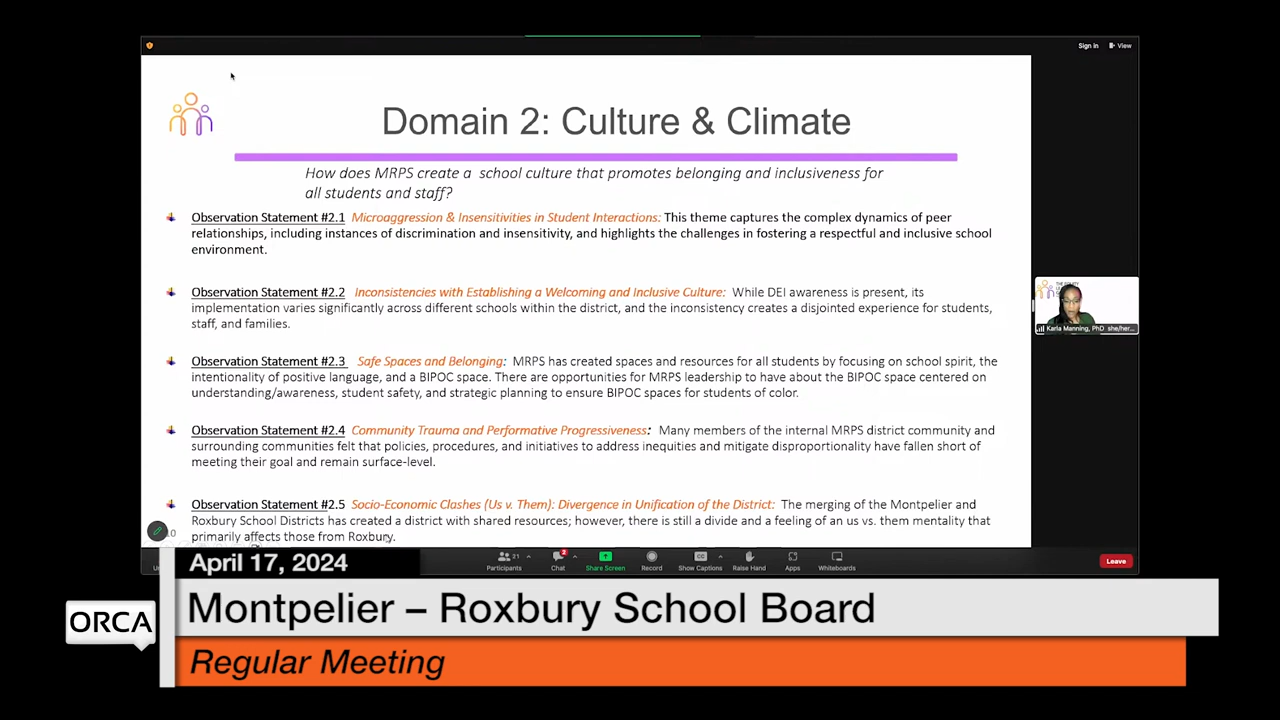 Sign in View
Domain 2: Culture & Climate
How does MRPS create a school culture that promotes belonging and inclusiveness for
all students and staff?
Observation Statement #2.1 Microaggression & Insensitivities in Student Interactions: This theme captures the complex dynamics of peer
relationships, including instances of discrimination and insensitivity, and highlights the challenges in fostering a respectful and inclusive school
environment.
Observation Statement #2.2 Inconsistencies with Establishing a Welcoming and Inclusive Culture: While DEI awareness is present, its
implementation varies significantly across different schools within the district, and the inconsistency creates a disjointed experience for students,
staff, and families.
Observation Statement #2.3 Safe Spaces and Belonging: MRPS has created spaces and resources for all students by focusing on school spirit, the
intentionality of positive language, and a BIPOC space. There are opportunities for MRPS leadership to have about the BIPOC space centered on
understanding/awareness, student safety, and strategic planning to ensure BIPOC spaces for students of color.
Observation Statement #2.4 Community Trauma and Performative Progressiveness: Many members of the internal MRPS district community and
surrounding communities felt that policies, procedures, and initiatives to address inequities and mitigate disproportionality have fallen short of
meeting their goal and remain surface-level.
Observation Statement #2.5 Socio-Economic Clashes (Us v. Them): Divergence in Unification of the District: The merging of the Montpelier and
Roxbury School Districts has created a district with shared resources; however, there is still a divide and a feeling of an us vs. them mentality that
primarily affects those from Roxbury.
10
Karla Manning, PhD she/her...
21
2
Participants Chat Share Screen Record Show Captions Raise Hand Apps Whiteboards
Leave
April 17, 2024
ORCA
Montpelier – Roxbury School Board
Regular Meeting